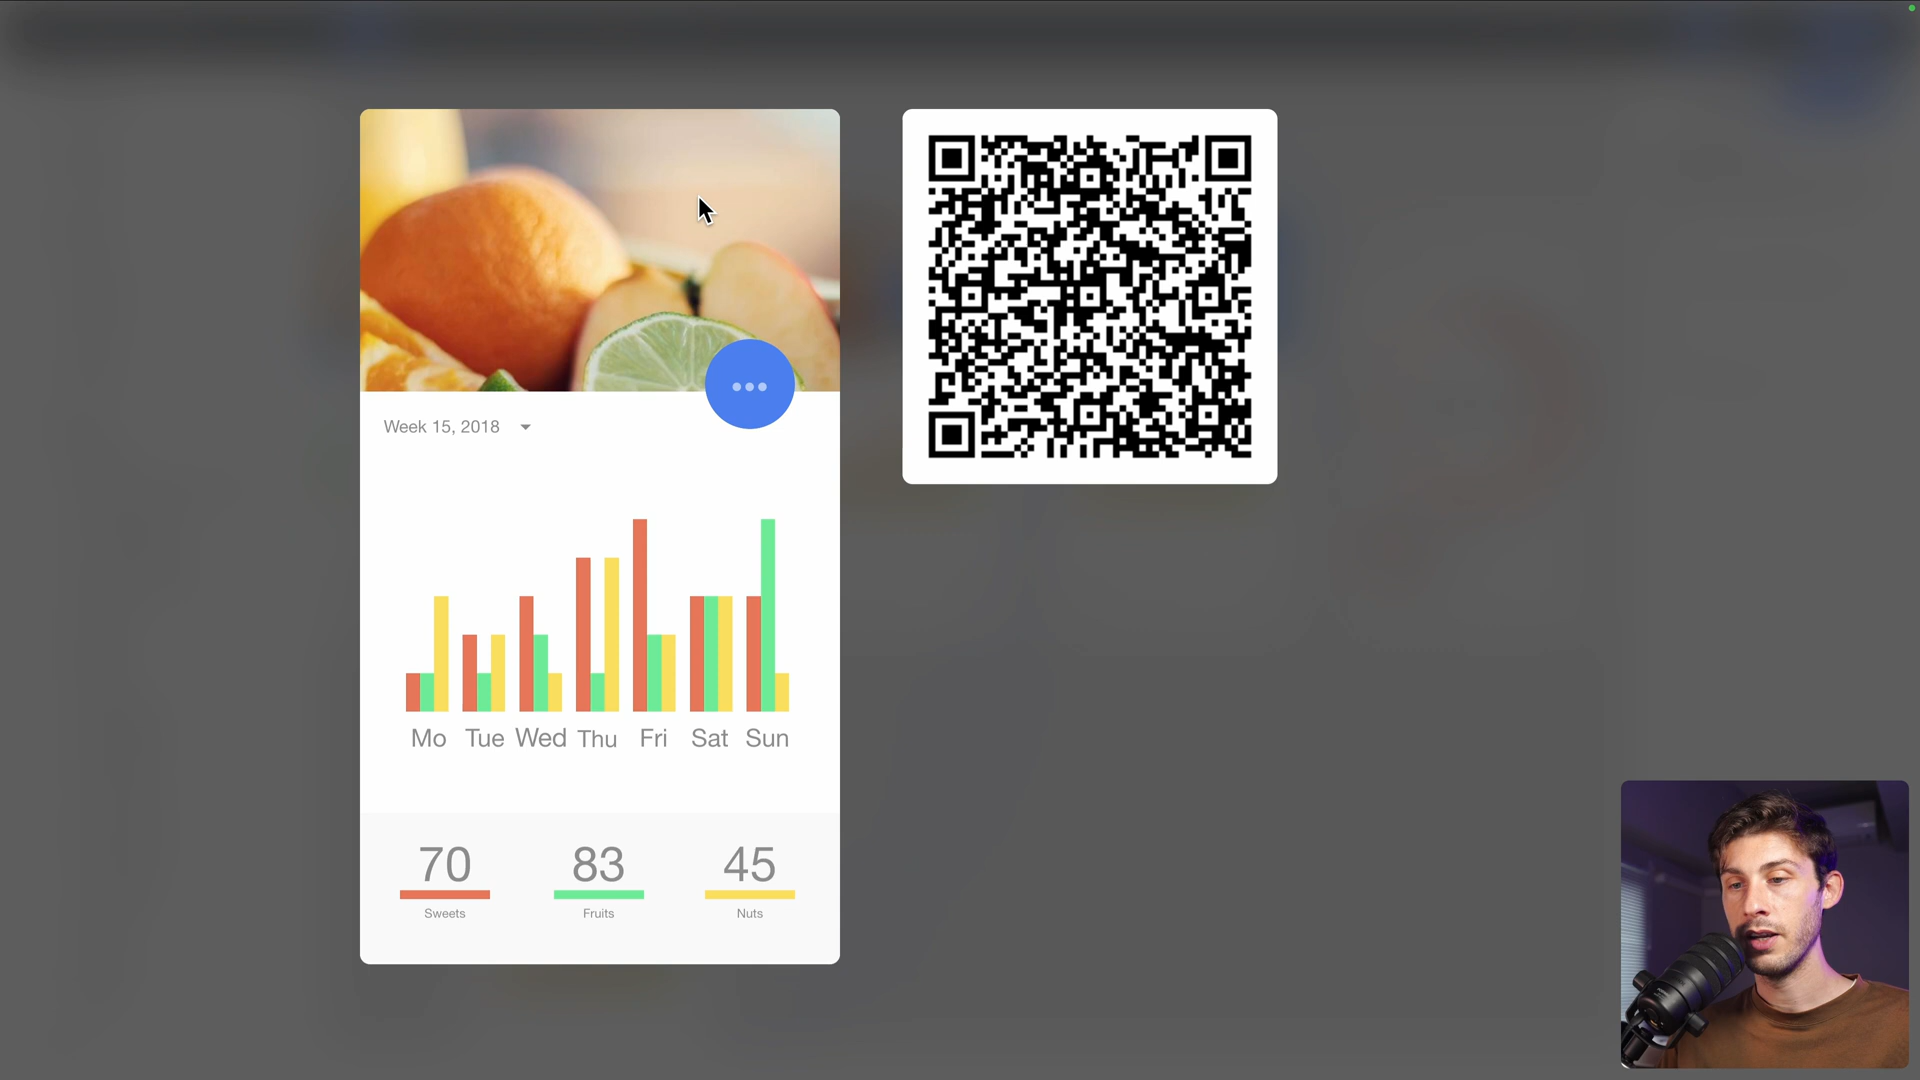 Week 15, 2018
Mo Tue Wed Thu Fri Sat Sun
70 83 45
Sweets Fruits Nuts